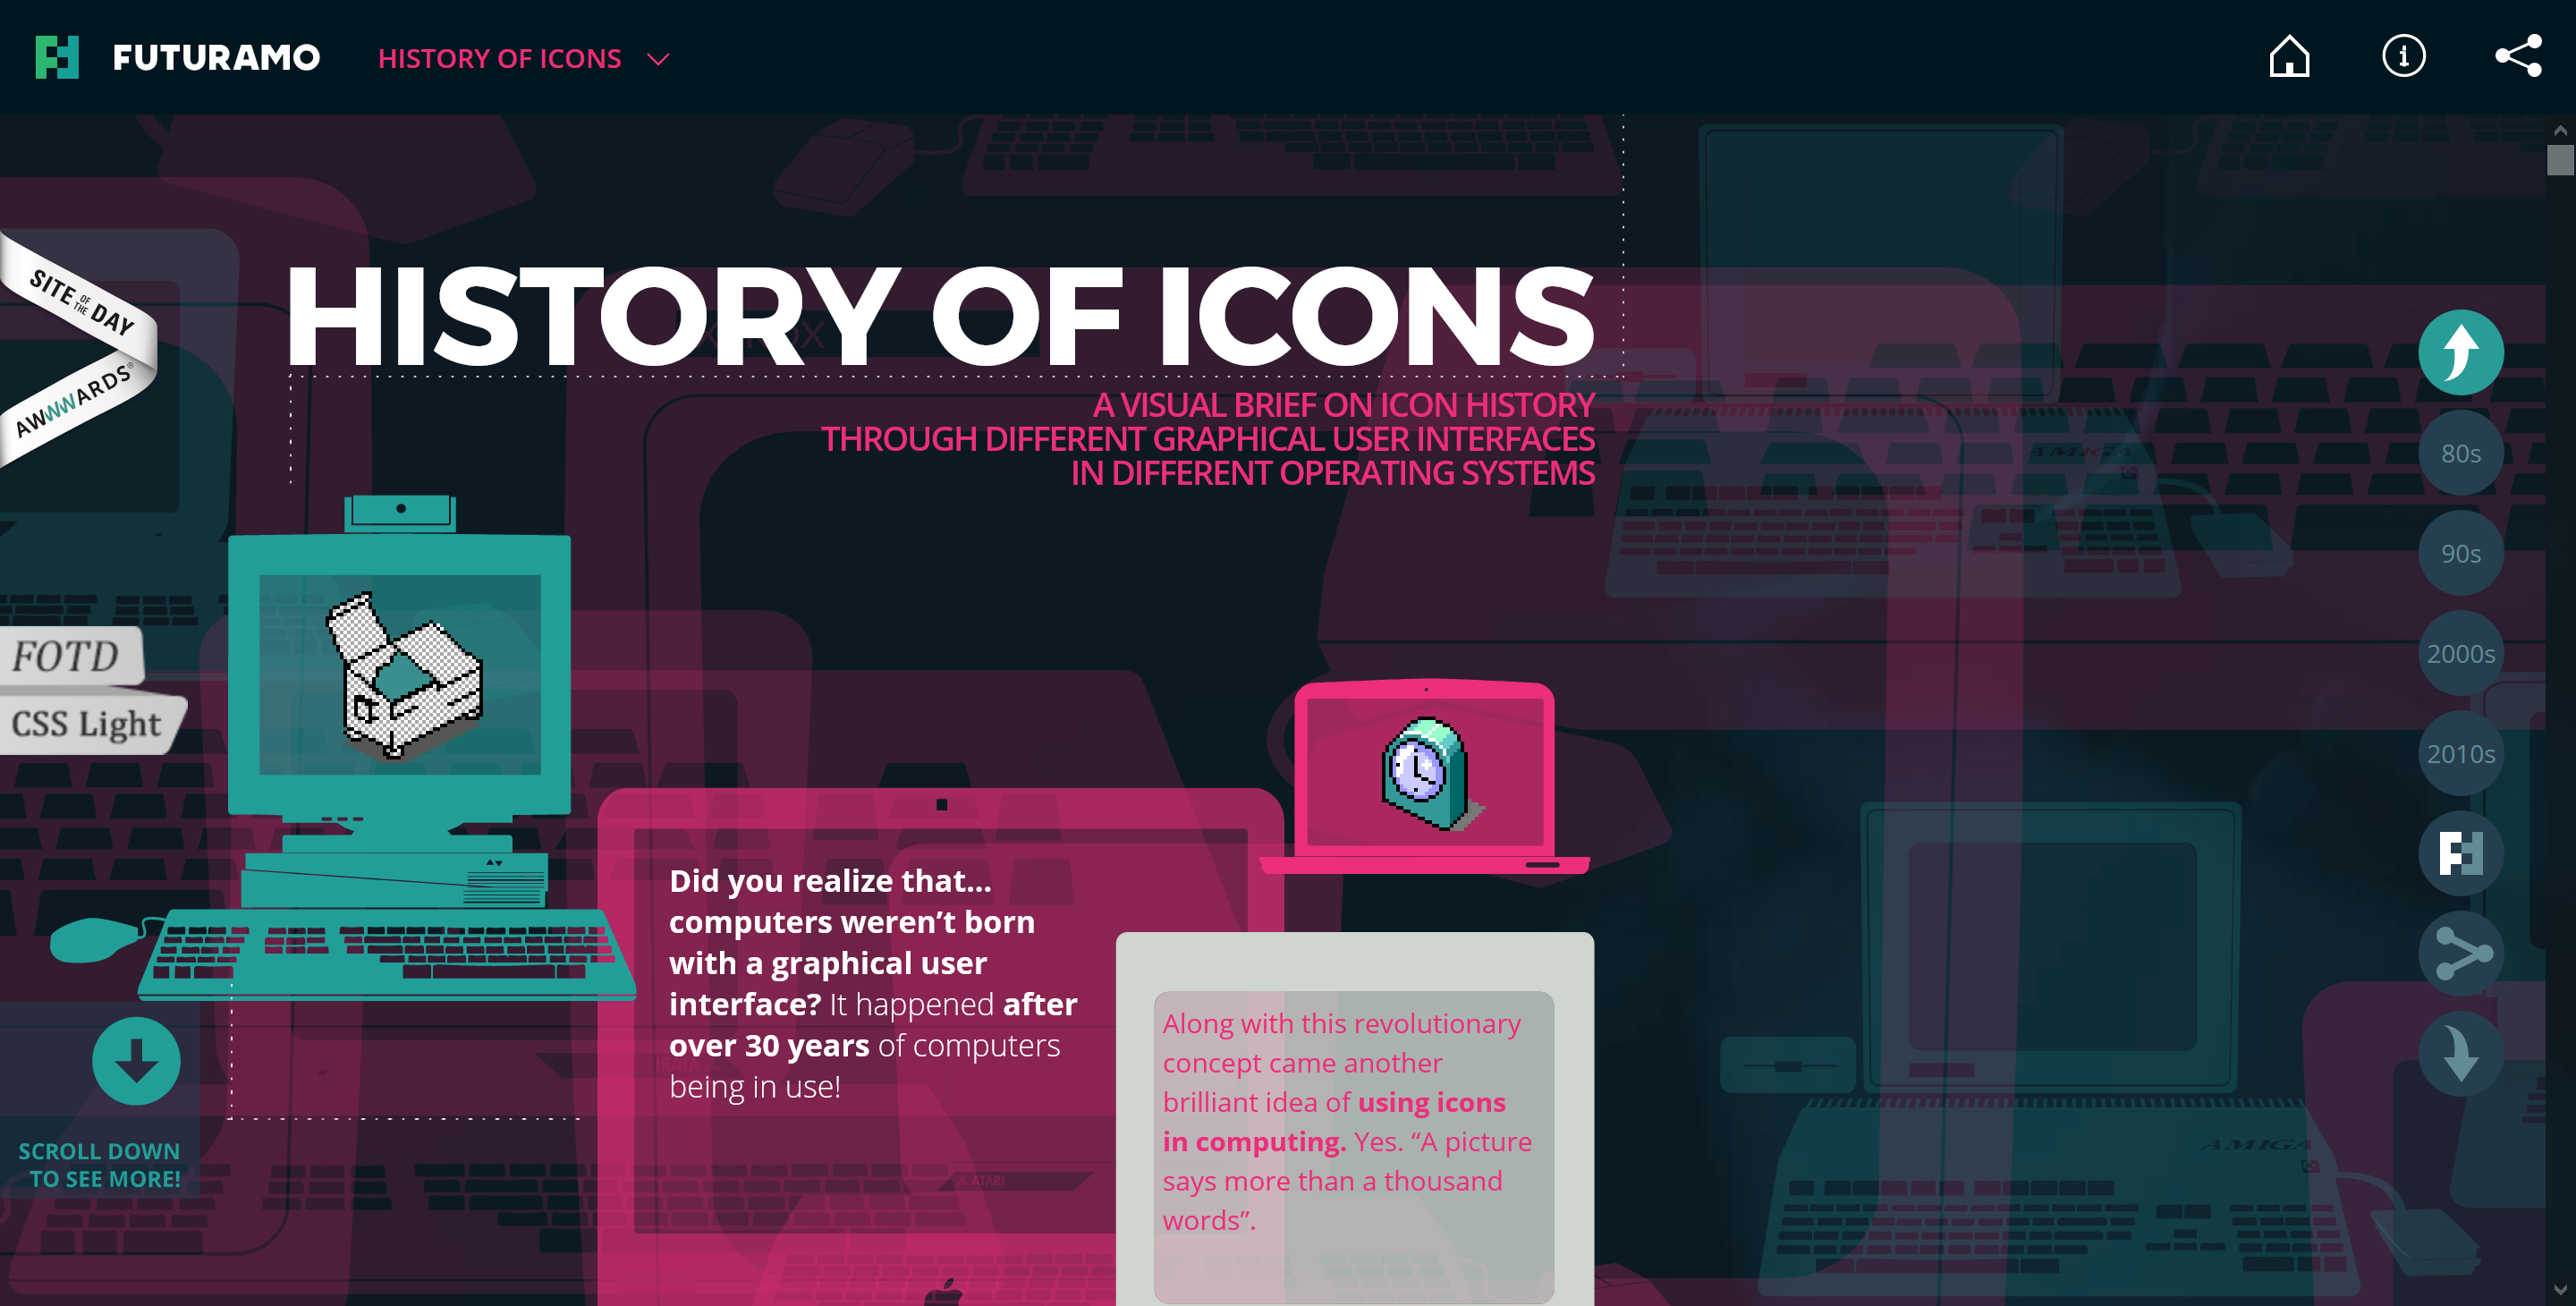 FUTURAMO
HISTORY OF ICONS
SITE OF THE DAY
AWWWARDS®
FOTD
CSS Light
HISTORY OF ICONS
A VISUAL BRIEF ON ICON HISTORY
THROUGH DIFFERENT GRAPHICAL USER INTERFACES
IN DIFFERENT OPERATING SYSTEMS
Did you realize that...
computers weren’t born
with a graphical user
interface? It happened after
over 30 years of computers
being in use!
Along with this revolutionary
concept came another
brilliant idea of using icons
in computing. Yes. “A picture
says more than a thousand
words”.
SCROLL DOWN
TO SEE MORE!
80s
90s
2000s
2010s
AMIGA
AMIGA
ATARI